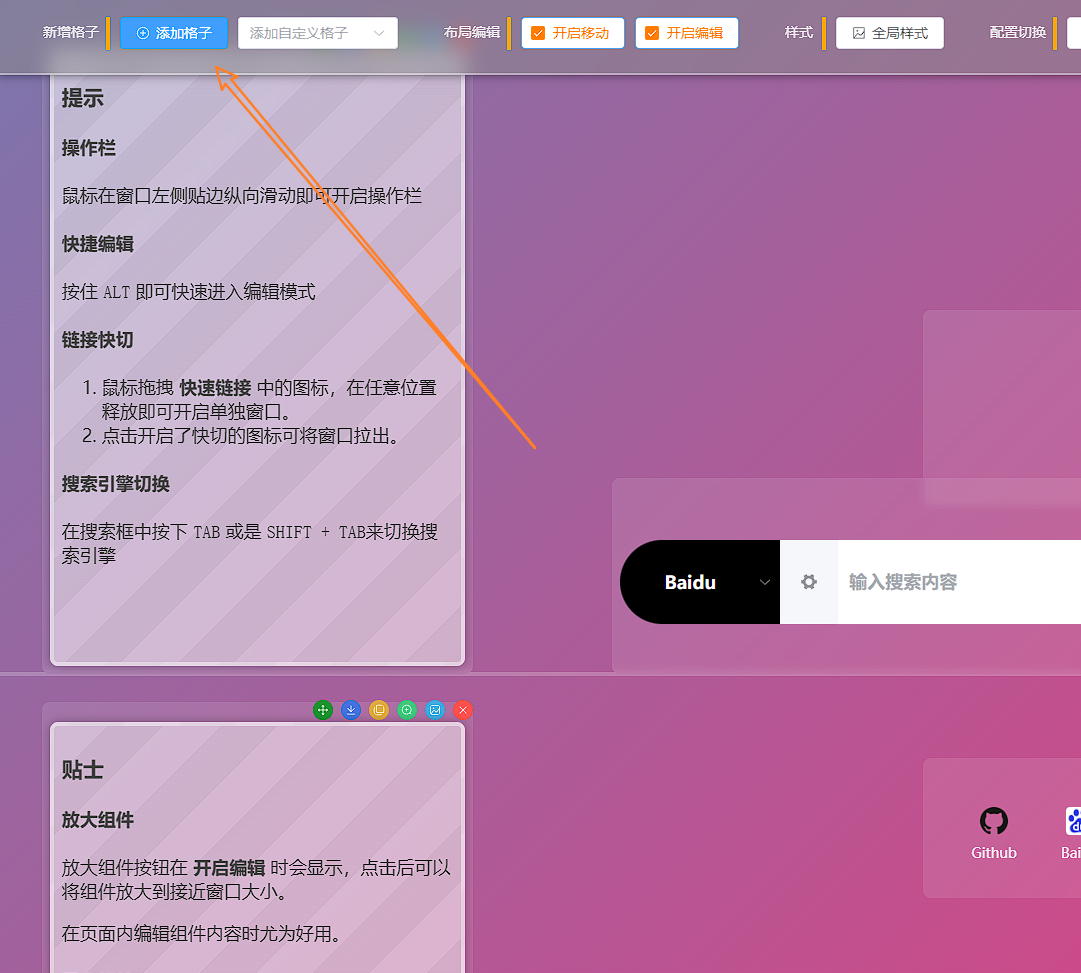 新增格子 添加格子 添加自定义格子 布局编辑 开启移动 开启编辑 样式 全局样式 配置切换
提示
操作栏
鼠标在窗口左侧贴边纵向滑动即可开启操作栏
快捷编辑
按住 ALT 即可快速进入编辑模式
链接快切
1. 鼠标拖拽 快速链接 中的图标，在任意位置
释放即可开启单独窗口。
2. 点击开启了快切的图标可将窗口拉出。
搜索引擎切换
在搜索框中按下 TAB 或是 SHIFT + TAB来切换搜
索引擎
Baidu 输入搜索内容
贴士
放大组件
放大组件按钮在 开启编辑 时会显示，点击后可以
将组件放大到接近窗口大小。
在页面内编辑组件内容时尤为好用。
Github Bai